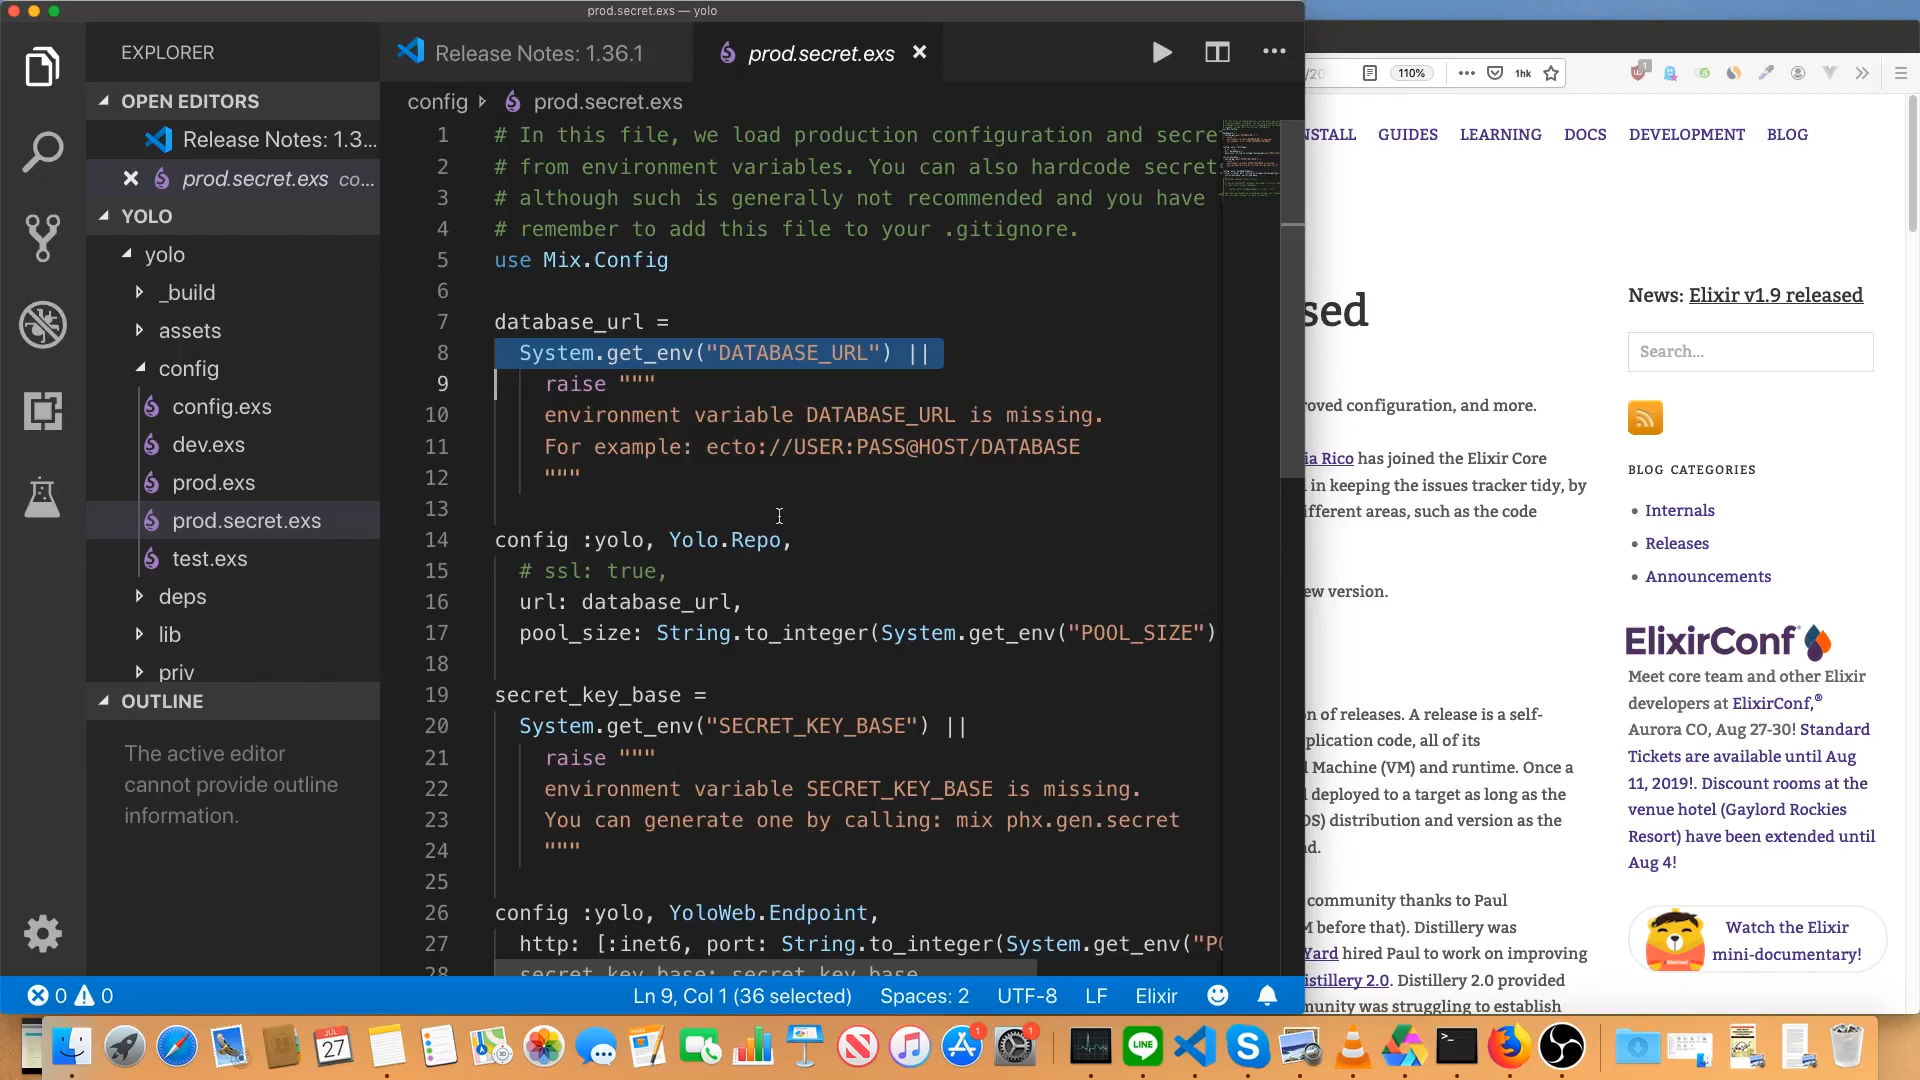 prod.secret.exs — yolo
EXPLORER
OPEN EDITORS
Release Notes: 1.3...
prod.secret.exs co...
YOLO
yolo
_build
assets
config
config.exs
dev.exs
prod.exs
prod.secret.exs
test.exs
deps
lib
priv
OUTLINE
The active editor
cannot provide outline
information.
Release Notes: 1.36.1
prod.secret.exs
config prod.secret.exs
1 # In this file, we load production configuration and secre
2 # from environment variables. You can also hardcode secret
3 # although such is generally not recommended and you have
4 # remember to add this file to your .gitignore.
5 use Mix.Config
6
7 database_url =
8 System.get_env("DATABASE_URL") ||
9 raise """
10 environment variable DATABASE_URL is missing.
11 For example: ecto://USER:PASS@HOST/DATABASE
12 """
13
14 config :yolo, Yolo.Repo,
15 # ssl: true,
16 url: database_url,
17 pool_size: String.to_integer(System.get_env("POOL_SIZE")
18
19 secret_key_base =
20 System.get_env("SECRET_KEY_BASE") ||
21 raise """
22 environment variable SECRET_KEY_BASE is missing.
23 You can generate one by calling: mix phx.gen.secret
24 """
25
26 config :yolo, YoloWeb.Endpoint,
27 http: [:inet6, port: String.to_integer(System.get_env("PO
28 secret_key_base: secret_key_base
0 0
Ln 9, Col 1 (36 selected)
Spaces: 2
UTF-8
LF
Elixir
/20
110%
1hk
1
NSTALL GUIDES LEARNING DOCS DEVELOPMENT BLOG
sed
oved configuration, and more.
ia Rico has joined the Elixir Core
in keeping the issues tracker tidy, by
ifferent areas, such as the code
ew version.
n of releases. A release is a self-
plication code, all of its
l Machine (VM) and runtime. Once a
deployed to a target as long as the
OS) distribution and version as the
d.
community thanks to Paul
M before that). Distillery was
Yard hired Paul to work on improving
istillery 2.0. Distillery 2.0 provided
munity was struggling to establish
News: Elixir v1.9 released
Search...
BLOG CATEGORIES
Internals
Releases
Announcements
ElixirConf
Meet core team and other Elixir
developers at ElixirConf,®
Aurora CO, Aug 27-30! Standard
Tickets are available until Aug
11, 2019!. Discount rooms at the
venue hotel (Gaylord Rockies
Resort) have been extended until
Aug 4!
Watch the Elixir
mini-documentary!
JUL
27
1
1
LINE